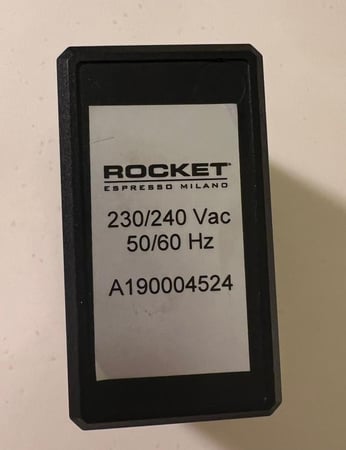 ROCKET
ESPRESSO MILANO
230/240 Vac
50/60 Hz
A190004524